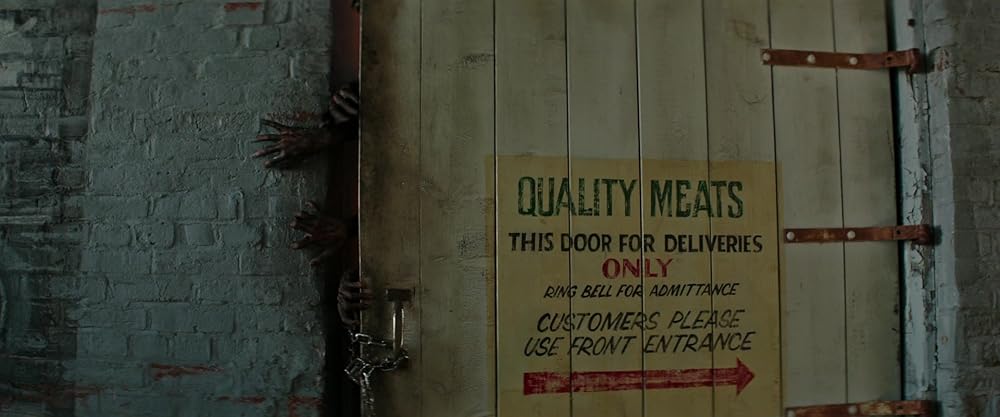 QUALITY MEATS
THIS DOOR FOR DELIVERIES
ONLY
RING BELL FOR ADMITTANCE
CUSTOMERS PLEASE
USE FRONT ENTRANCE